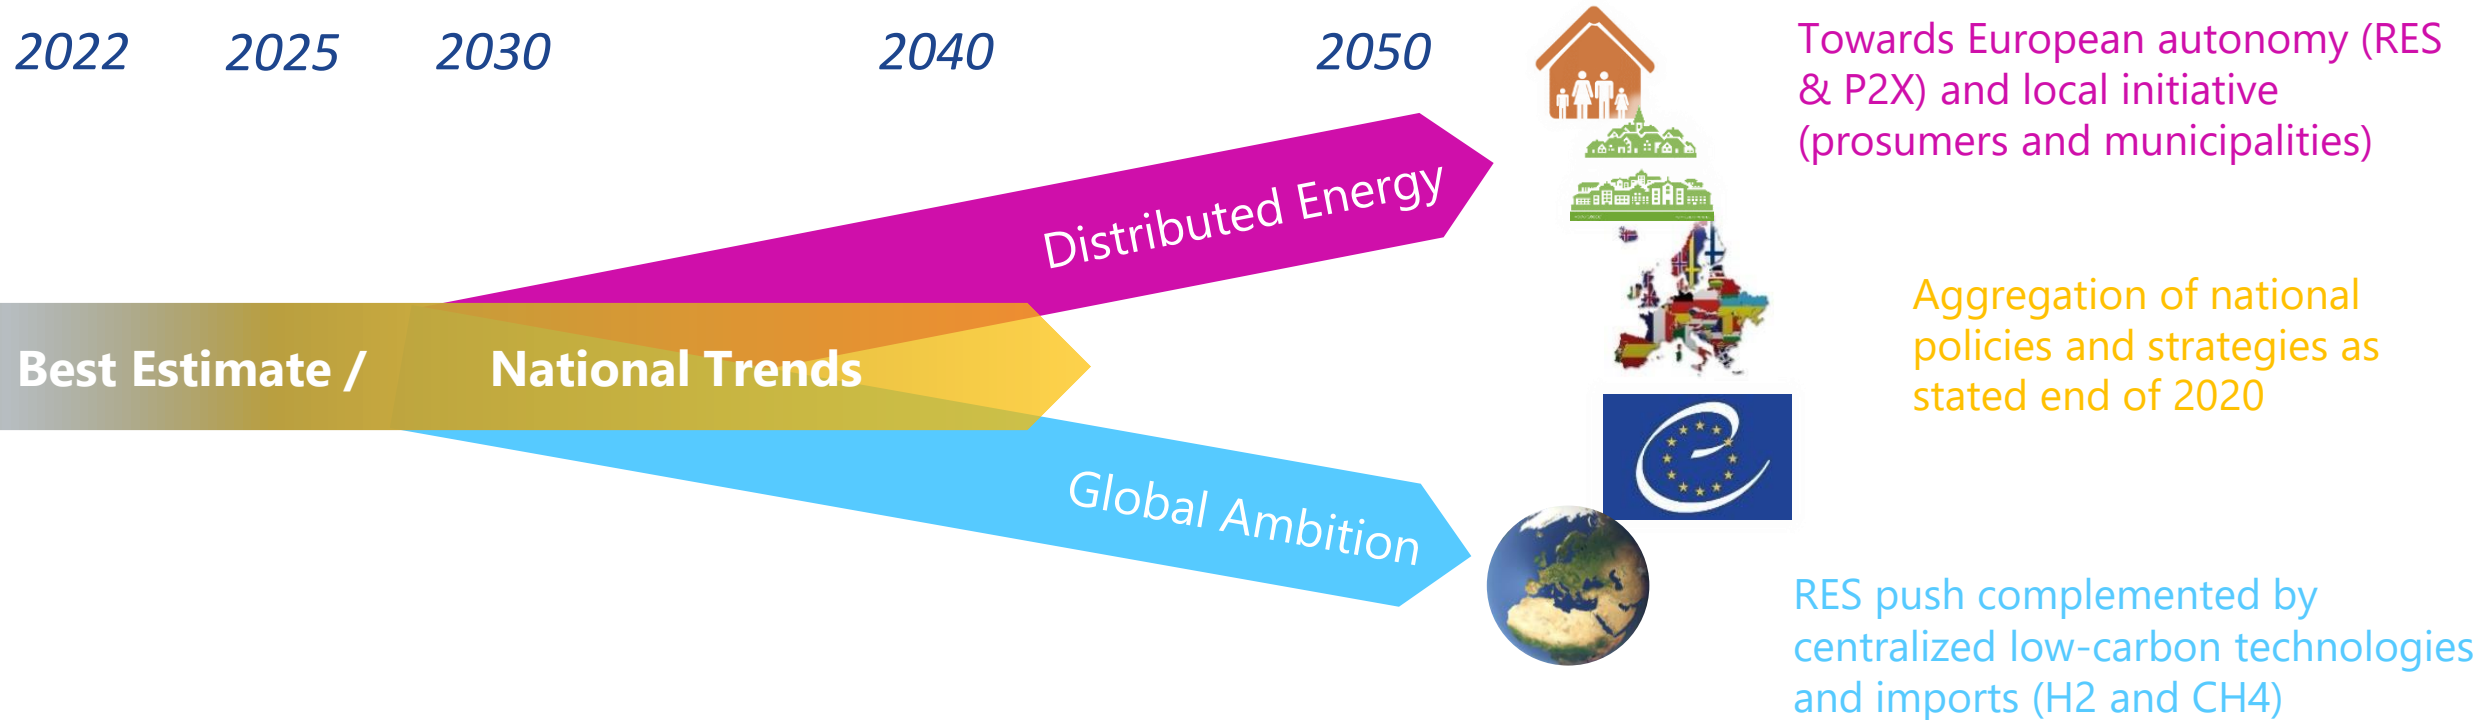 2022 2025 2030 2040 2050
Towards European autonomy (RES
& P2X) and local initiative
(prosumers and municipalities)
Distributed Energy
Best Estimate / National Trends
Aggregation of national
policies and strategies as
stated end of 2020
Global Ambition
RES push complemented by
centralized low-carbon technologies
and imports (H2 and CH4)